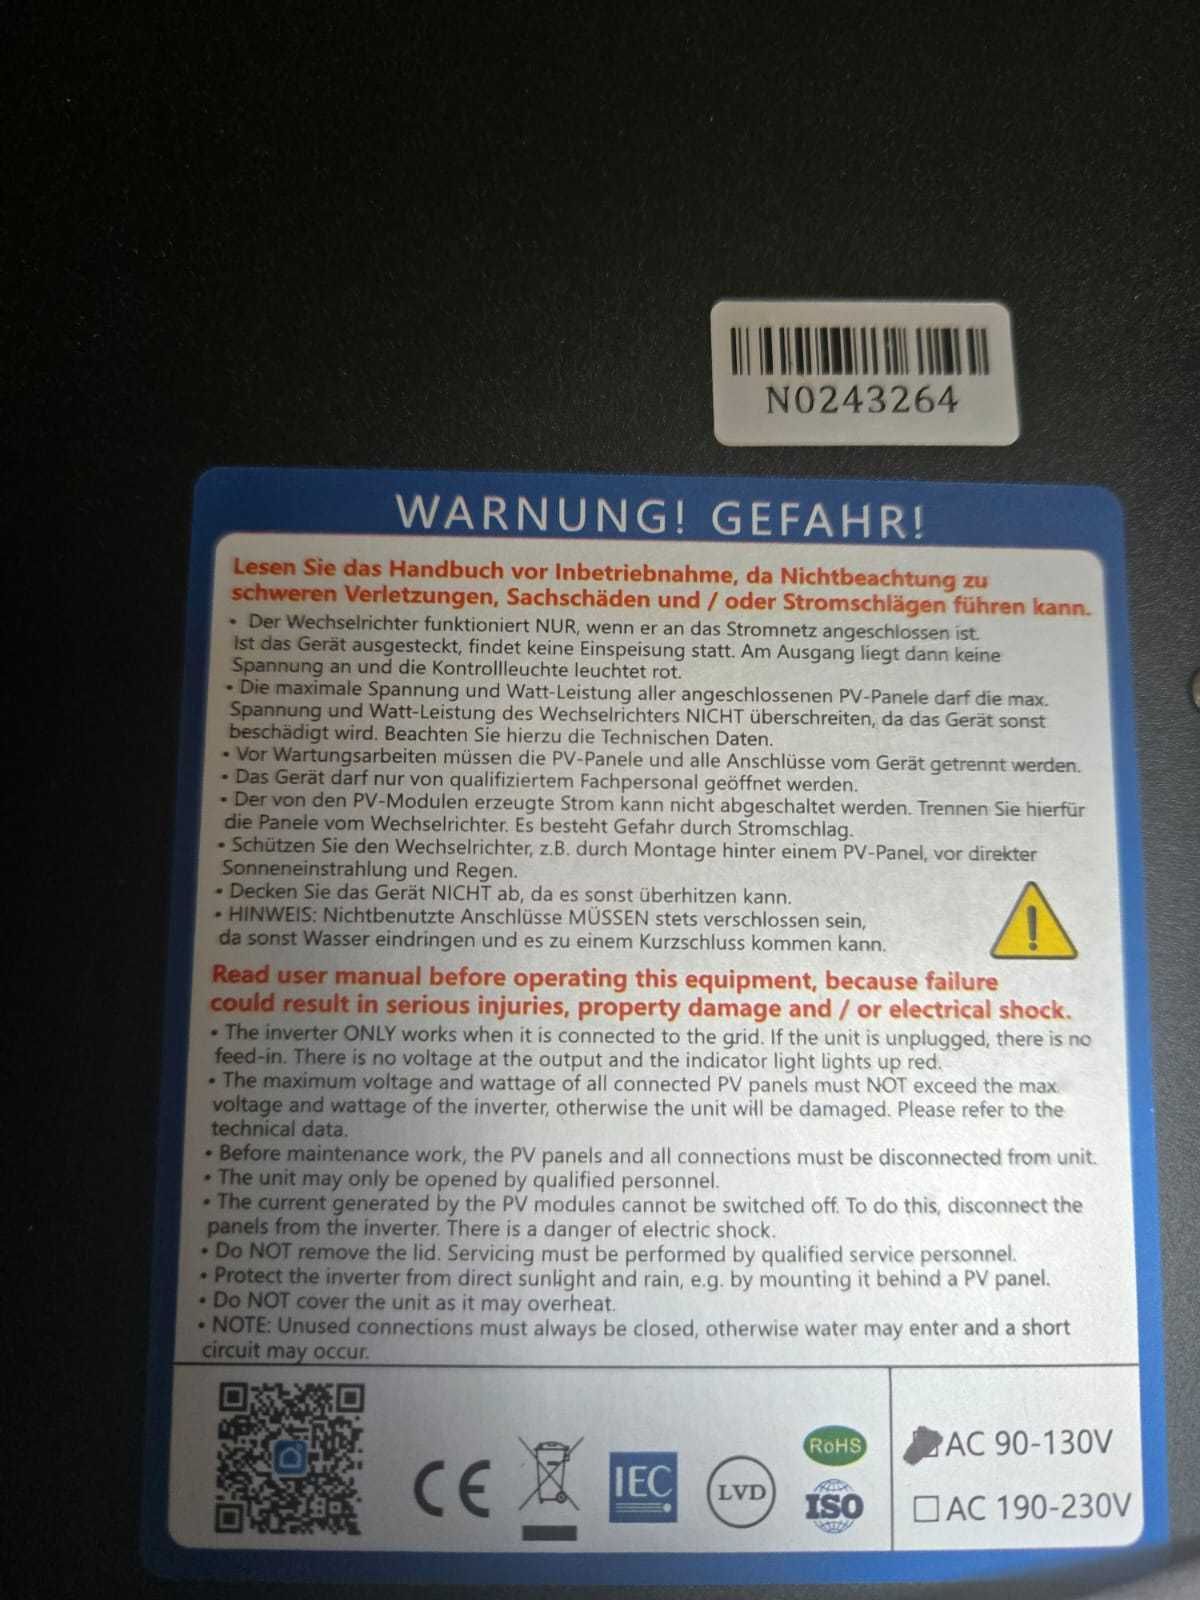 N0243264
WARNUNG! GEFAHR!
Lesen Sie das Handbuch vor Inbetriebnahme, da Nichtbeachtung zu
schweren Verletzungen, Sachschäden und / oder Stromschlägen führen kann.
• Der Wechselrichter funktioniert NUR, wenn er an das Stromnetz angeschlossen ist.
Ist das Gerät ausgesteckt, findet keine Einspeisung statt. Am Ausgang liegt dann keine
Spannung an und die Kontrollleuchte leuchtet rot.
• Die maximale Spannung und Watt-Leistung aller angeschlossenen PV-Panele darf die max.
Spannung und Watt-Leistung des Wechselrichters NICHT überschreiten, da das Gerät sonst
beschädigt wird. Beachten Sie hierzu die Technischen Daten.
• Vor Wartungsarbeiten müssen die PV-Panele und alle Anschlüsse vom Gerät getrennt werden.
• Das Gerät darf nur von qualifiziertem Fachpersonal geöffnet werden.
• Der von den PV-Modulen erzeugte Strom kann nicht abgeschaltet werden. Trennen Sie hierfür
die Panele vom Wechselrichter. Es besteht Gefahr durch Stromschlag.
• Schützen Sie den Wechselrichter, z.B. durch Montage hinter einem PV-Panel, vor direkter
Sonneneinstrahlung und Regen.
• Decken Sie das Gerät NICHT ab, da es sonst überhitzen kann.
• HINWEIS: Nichtbenutzte Anschlüsse MÜSSEN stets verschlossen sein,
da sonst Wasser eindringen und es zu einem Kurzschluss kommen kann.
Read user manual before operating this equipment, because failure
could result in serious injuries, property damage and / or electrical shock.
• The inverter ONLY works when it is connected to the grid. If the unit is unplugged, there is no
feed-in. There is no voltage at the output and the indicator light lights up red.
• The maximum voltage and wattage of all connected PV panels must NOT exceed the max.
voltage and wattage of the inverter, otherwise the unit will be damaged. Please refer to the
technical data.
• Before maintenance work, the PV panels and all connections must be disconnected from unit.
• The unit may only be opened by qualified personnel.
• The current generated by the PV modules cannot be switched off. To do this, disconnect the
panels from the inverter. There is a danger of electric shock.
• Do NOT remove the lid. Servicing must be performed by qualified service personnel.
• Protect the inverter from direct sunlight and rain, e.g. by mounting it behind a PV panel.
• Do NOT cover the unit as it may overheat.
• NOTE: Unused connections must always be closed, otherwise water may enter and a short
circuit may occur.
CE
IEC
LVD
RoHS
ISO
AC 90-130V
AC 190-230V